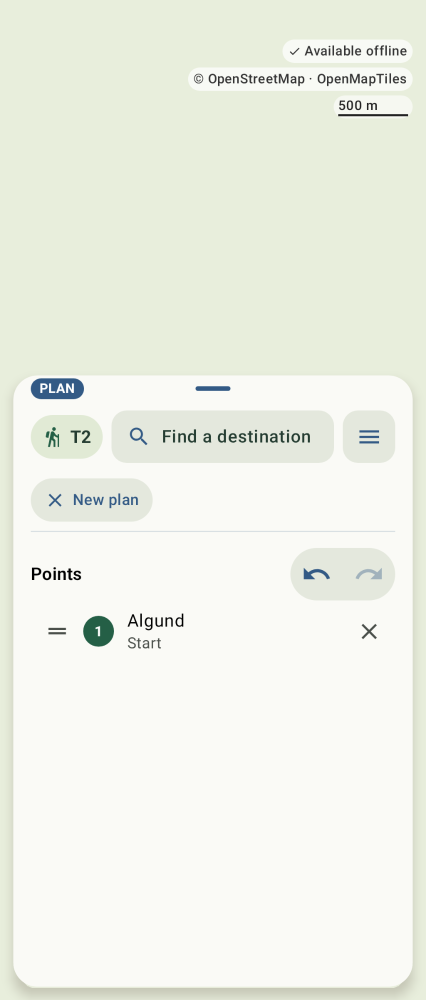 Available offline
© OpenStreetMap · OpenMapTiles
500 m
PLAN
T2
Find a destination
New plan
Points
1
Algund
Start